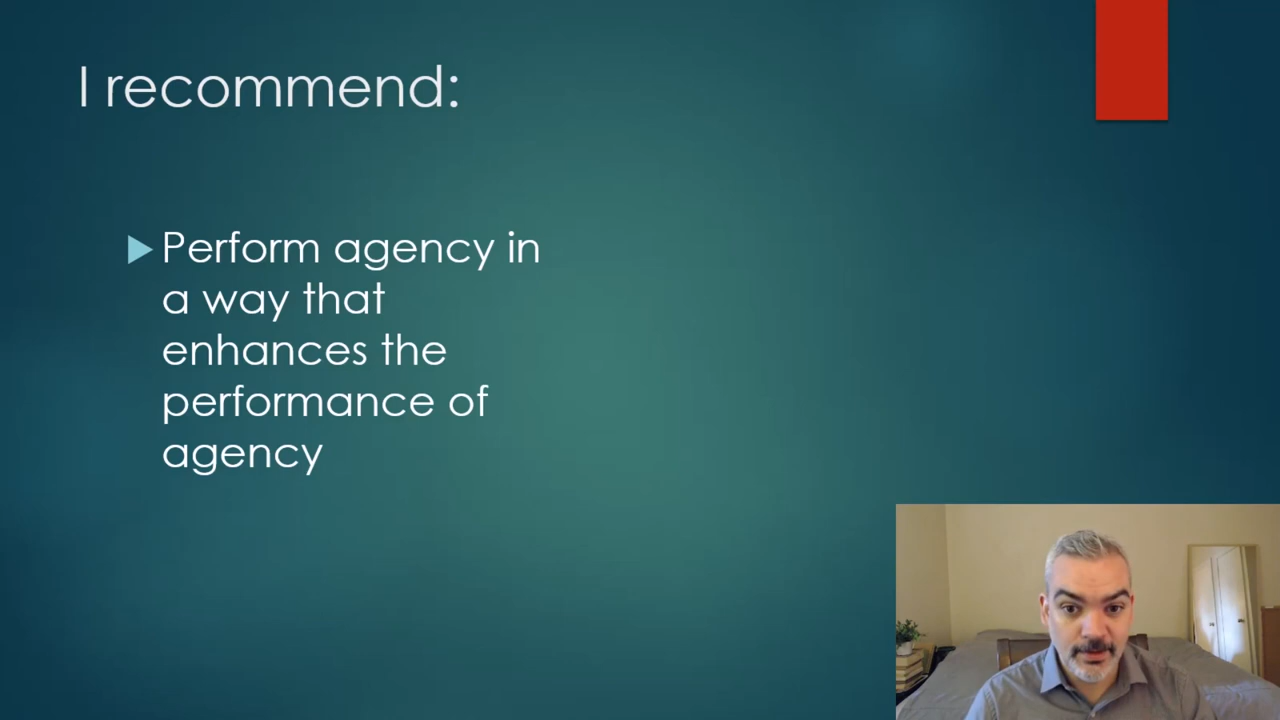 I recommend:
Perform agency in
a way that
enhances the
performance of
agency